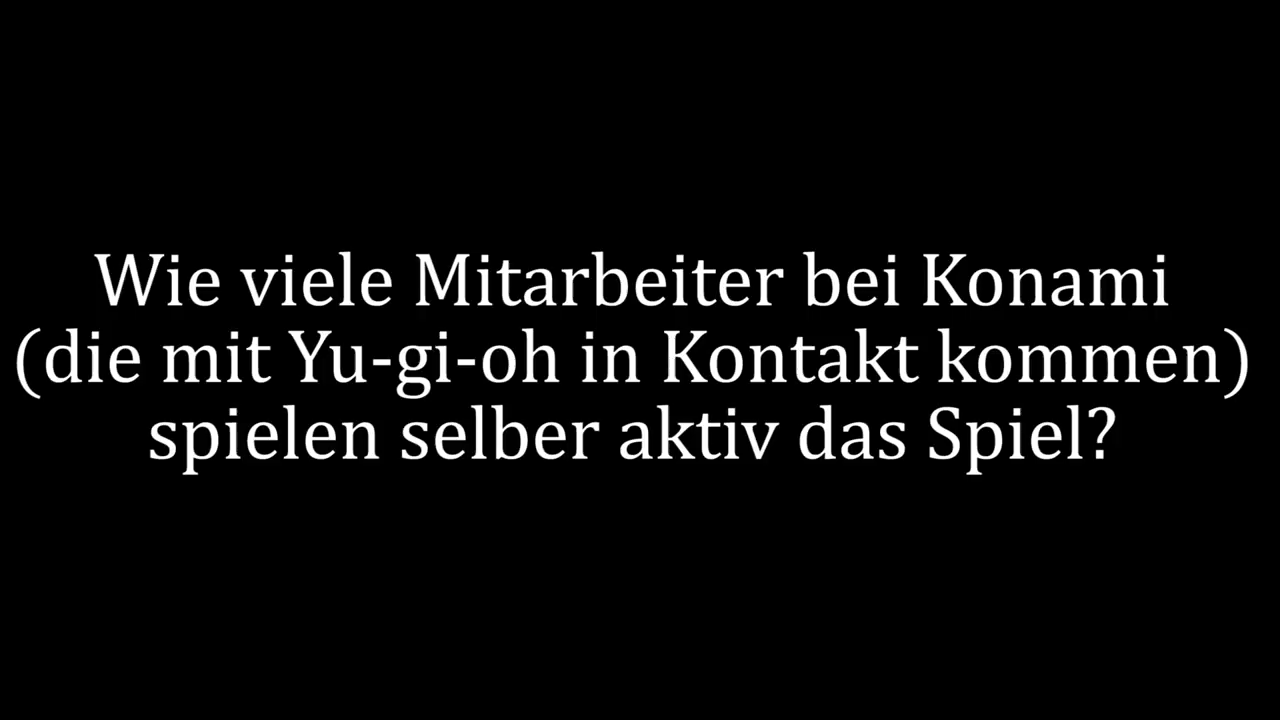 Wie viele Mitarbeiter bei Konami
(die mit Yu-gi-oh in Kontakt kommen)
spielen selber aktiv das Spiel?